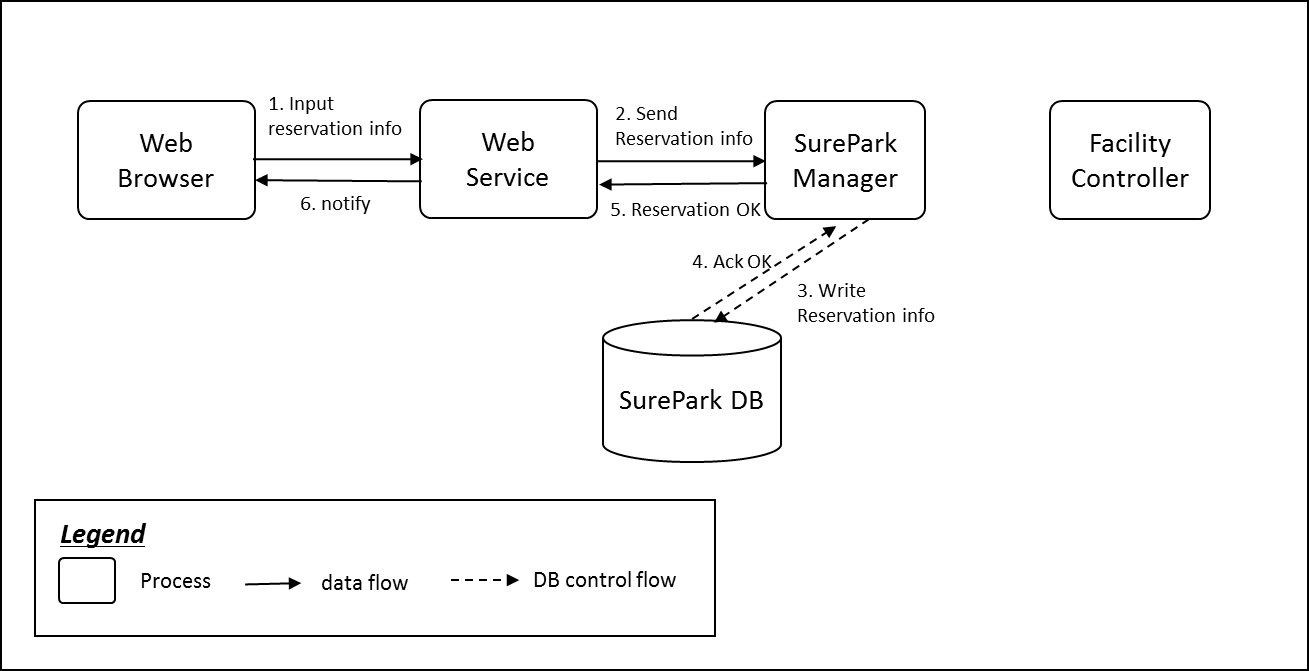 1. Input
reservation info
Web
Browser
6. notify
Web
Service
2. Send
Reservation info
5. Reservation OK
SurePark
Manager
Facility
Controller
4. Ack OK
3. Write
Reservation info
SurePark DB
Legend
Process
data flow
DB control flow